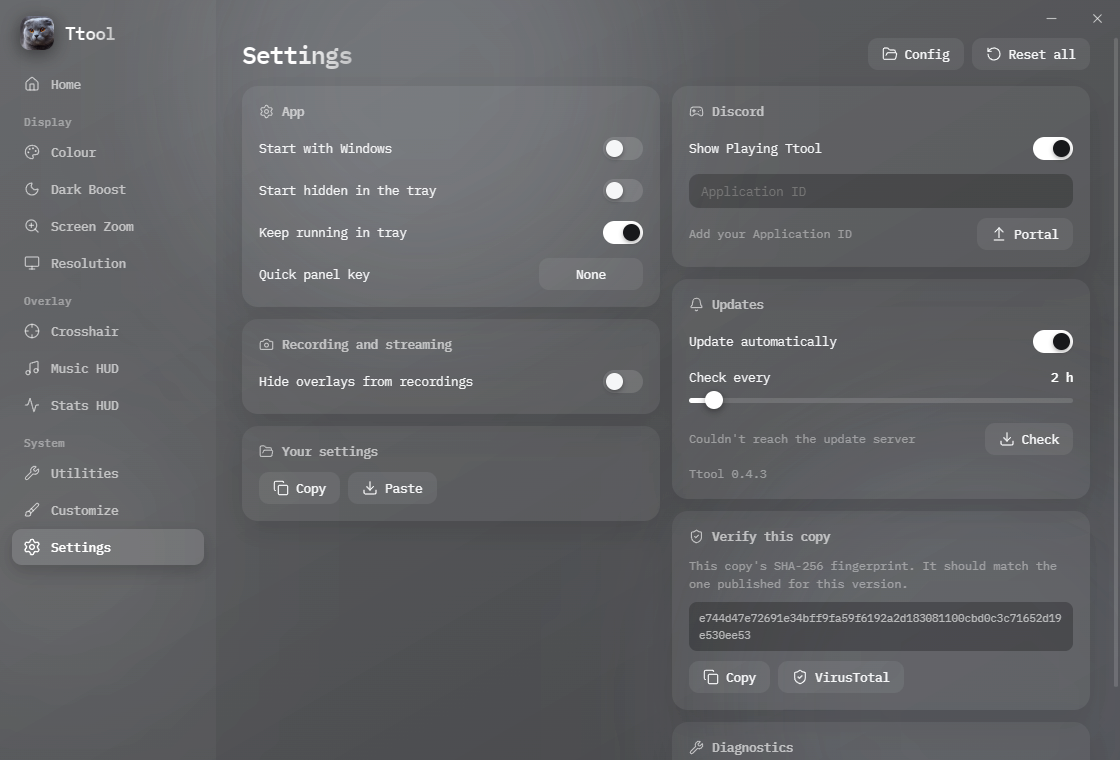 Ttool
Home
Display
Colour
Dark Boost
Screen Zoom
Resolution
Overlay
Crosshair
Music HUD
Stats HUD
System
Utilities
Customize
Settings
Settings
Config
Reset all
App
Start with Windows
Start hidden in the tray
Keep running in tray
Quick panel key
None
Recording and streaming
Hide overlays from recordings
Your settings
Copy
Paste
Discord
Show Playing Ttool
Application ID
Add your Application ID
Portal
Updates
Update automatically
Check every
2 h
Couldn't reach the update server
Check
Ttool 0.4.3
Verify this copy
This copy's SHA-256 fingerprint. It should match the
one published for this version.
e744d47e72691e34bff9fa59f6192a2d183081100cbd0c3c71652d19
e530ee53
Copy
VirusTotal
Diagnostics